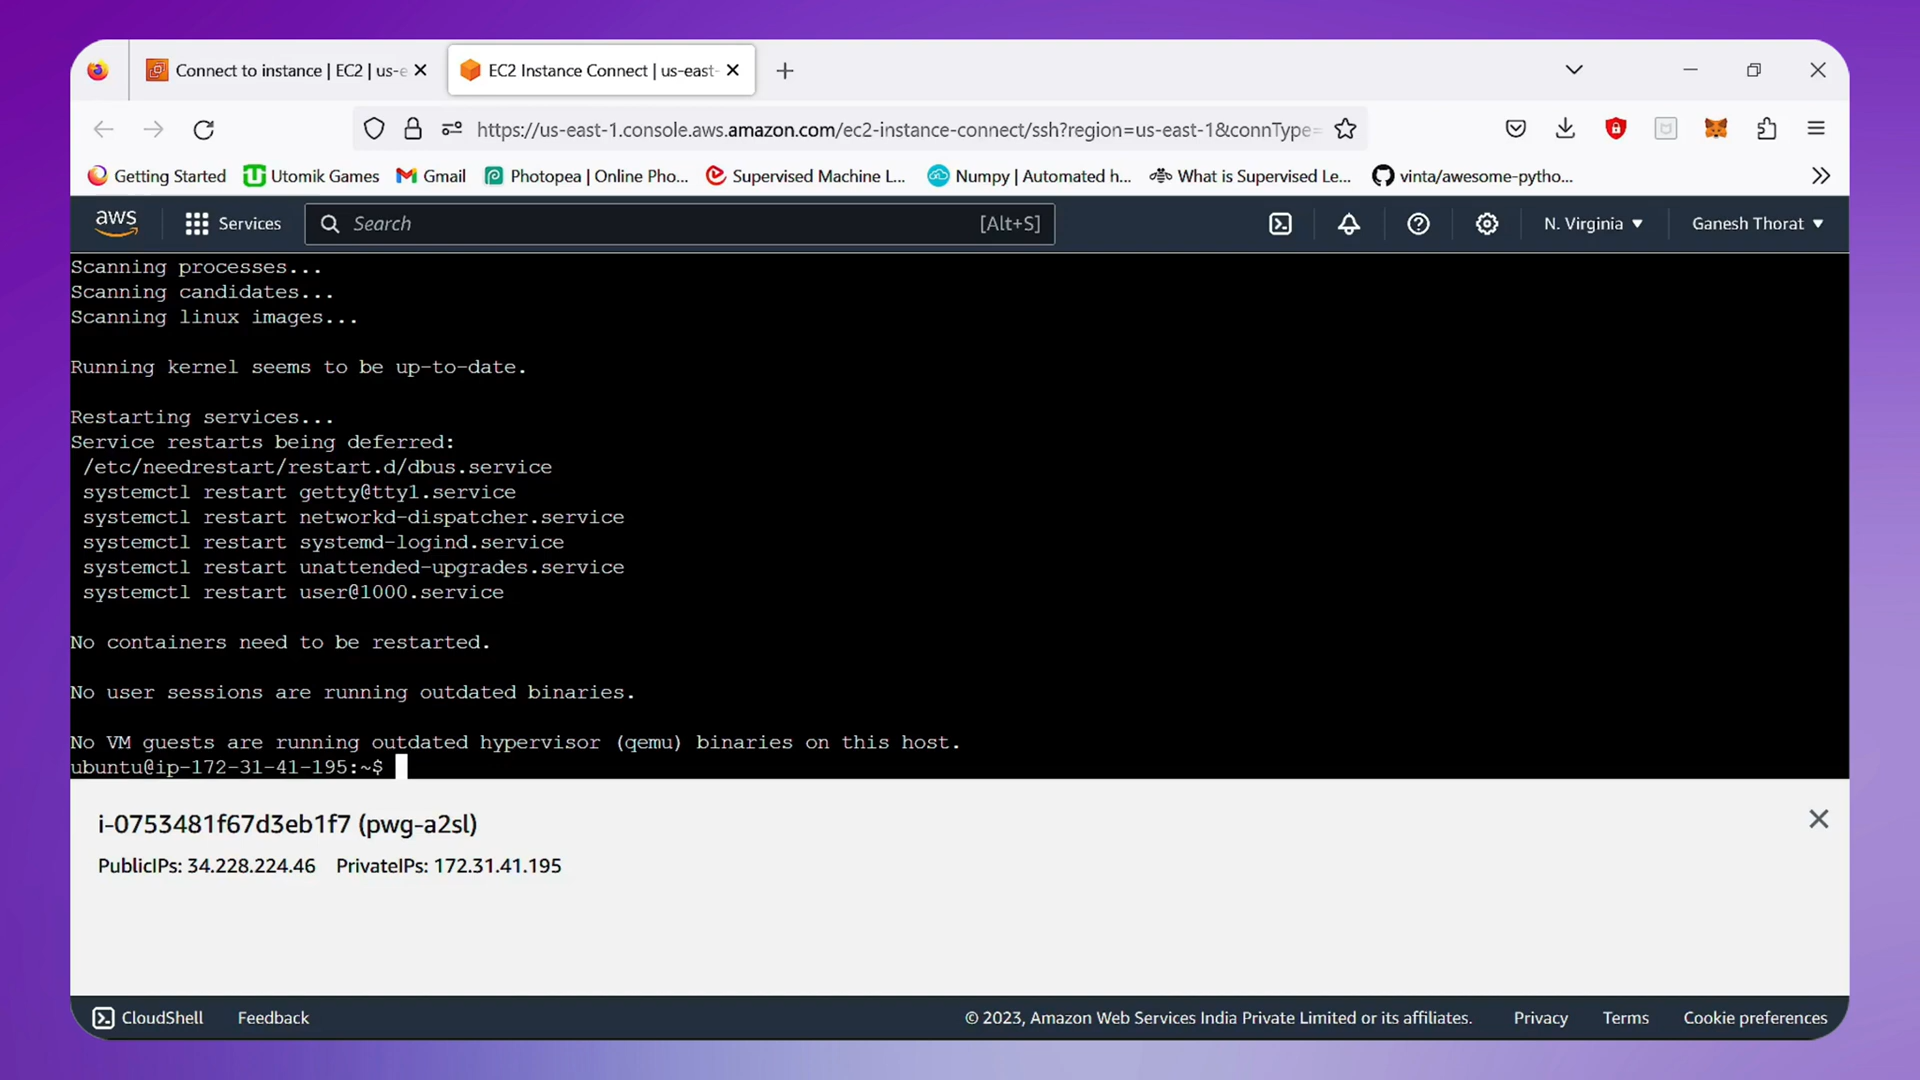 Connect to instance | EC2 | us-e
EC2 Instance Connect | us-east-
https://us-east-1.console.aws.amazon.com/ec2-instance-connect/ssh?region=us-east-1&connType=
Getting Started
Utomik Games
Gmail
Photopea | Online Pho...
Supervised Machine L...
Numpy | Automated h...
What is Supervised Le...
vinta/awesome-pytho...
aws
Services
Search
[Alt+S]
N. Virginia
Ganesh Thorat
Scanning processes...
Scanning candidates...
Scanning linux images...
Running kernel seems to be up-to-date.
Restarting services...
Service restarts being deferred:
/etc/needrestart/restart.d/dbus.service
systemctl restart getty@tty1.service
systemctl restart networkd-dispatcher.service
systemctl restart systemd-logind.service
systemctl restart unattended-upgrades.service
systemctl restart user@1000.service
No containers need to be restarted.
No user sessions are running outdated binaries.
No VM guests are running outdated hypervisor (qemu) binaries on this host.
ubuntu@ip-172-31-41-195:~$
i-0753481f67d3eb1f7 (pwg-a2sl)
PublicIPs: 34.228.224.46 PrivateIPs: 172.31.41.195
CloudShell
Feedback
© 2023, Amazon Web Services India Private Limited or its affiliates.
Privacy
Terms
Cookie preferences